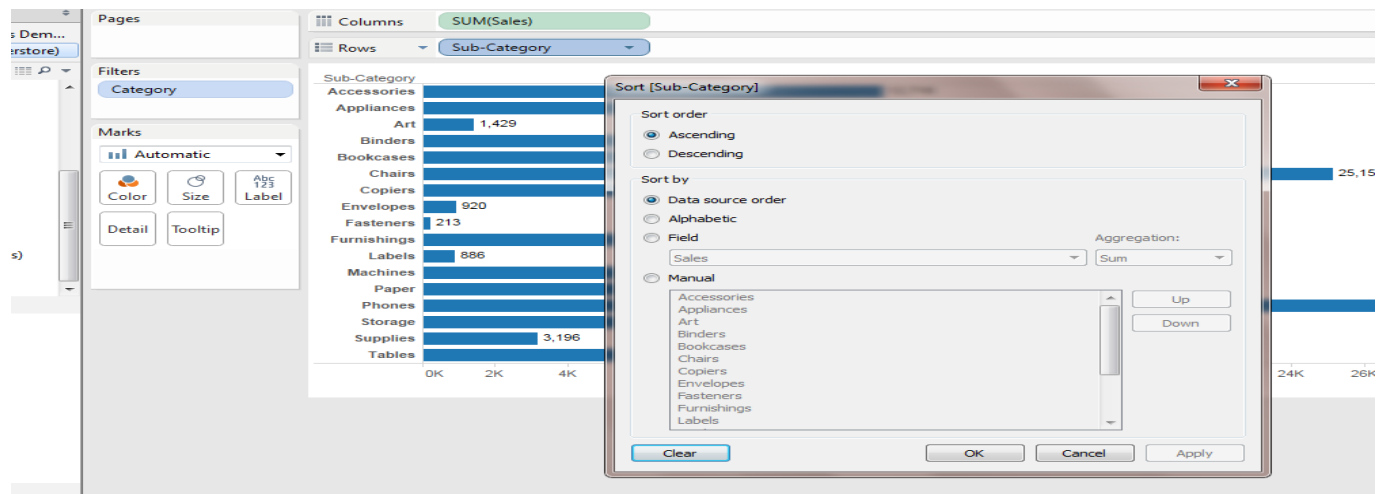 Pages
Columns
SUM(Sales)
s Dem...
erstore)
Rows
Sub-Category
Filters
Category
Marks
Automatic
Color
Size
Abc
123
Label
Detail
Tooltip
s)
Sub-Category
Accessories
Appliances
Art 1,429
Binders
Bookcases
Chairs 25,15
Copiers
Envelopes 920
Fasteners 213
Furnishings
Labels 886
Machines
Paper
Phones
Storage
Supplies 3,196
Tables
0K 2K 4K 24K 26K
Sort [Sub-Category]
Sort order
Ascending
Descending
Sort by
Data source order
Alphabetic
Field
Aggregation:
Sales
Sum
Manual
Accessories
Appliances
Art
Binders
Bookcases
Chairs
Copiers
Envelopes
Fasteners
Furnishings
Labels
Up
Down
Clear
OK
Cancel
Apply